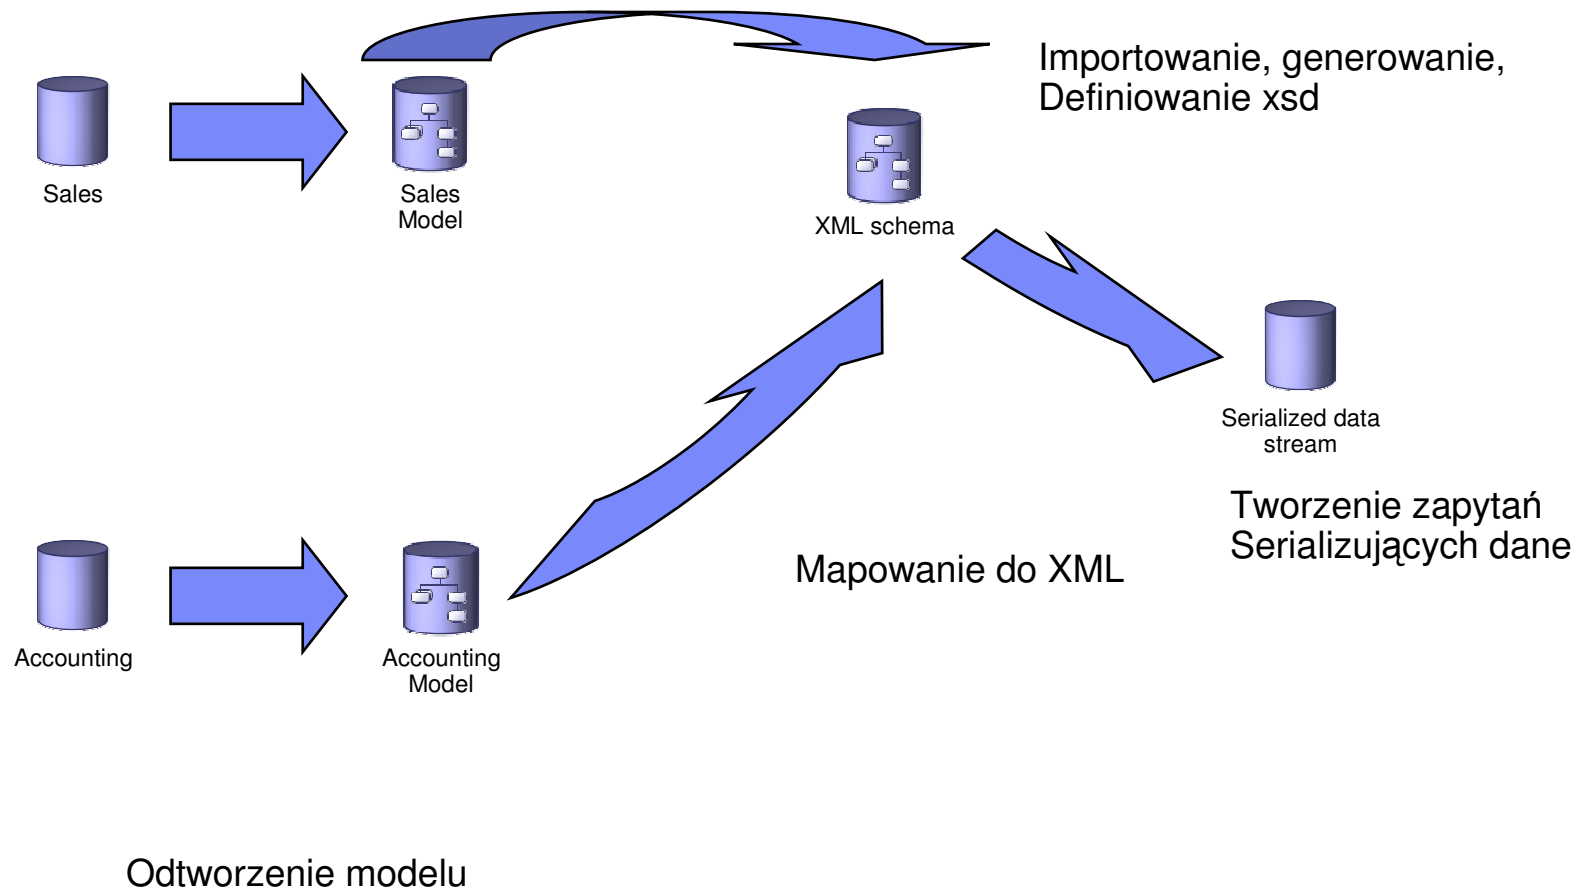 Importowanie, generowanie,
Definiowanie xsd
Sales
Sales
Model
XML schema
Serialized data
stream
Tworzenie zapytań
Serializujących dane
Mapowanie do XML
Accounting
Accounting
Model
Odtworzenie modelu